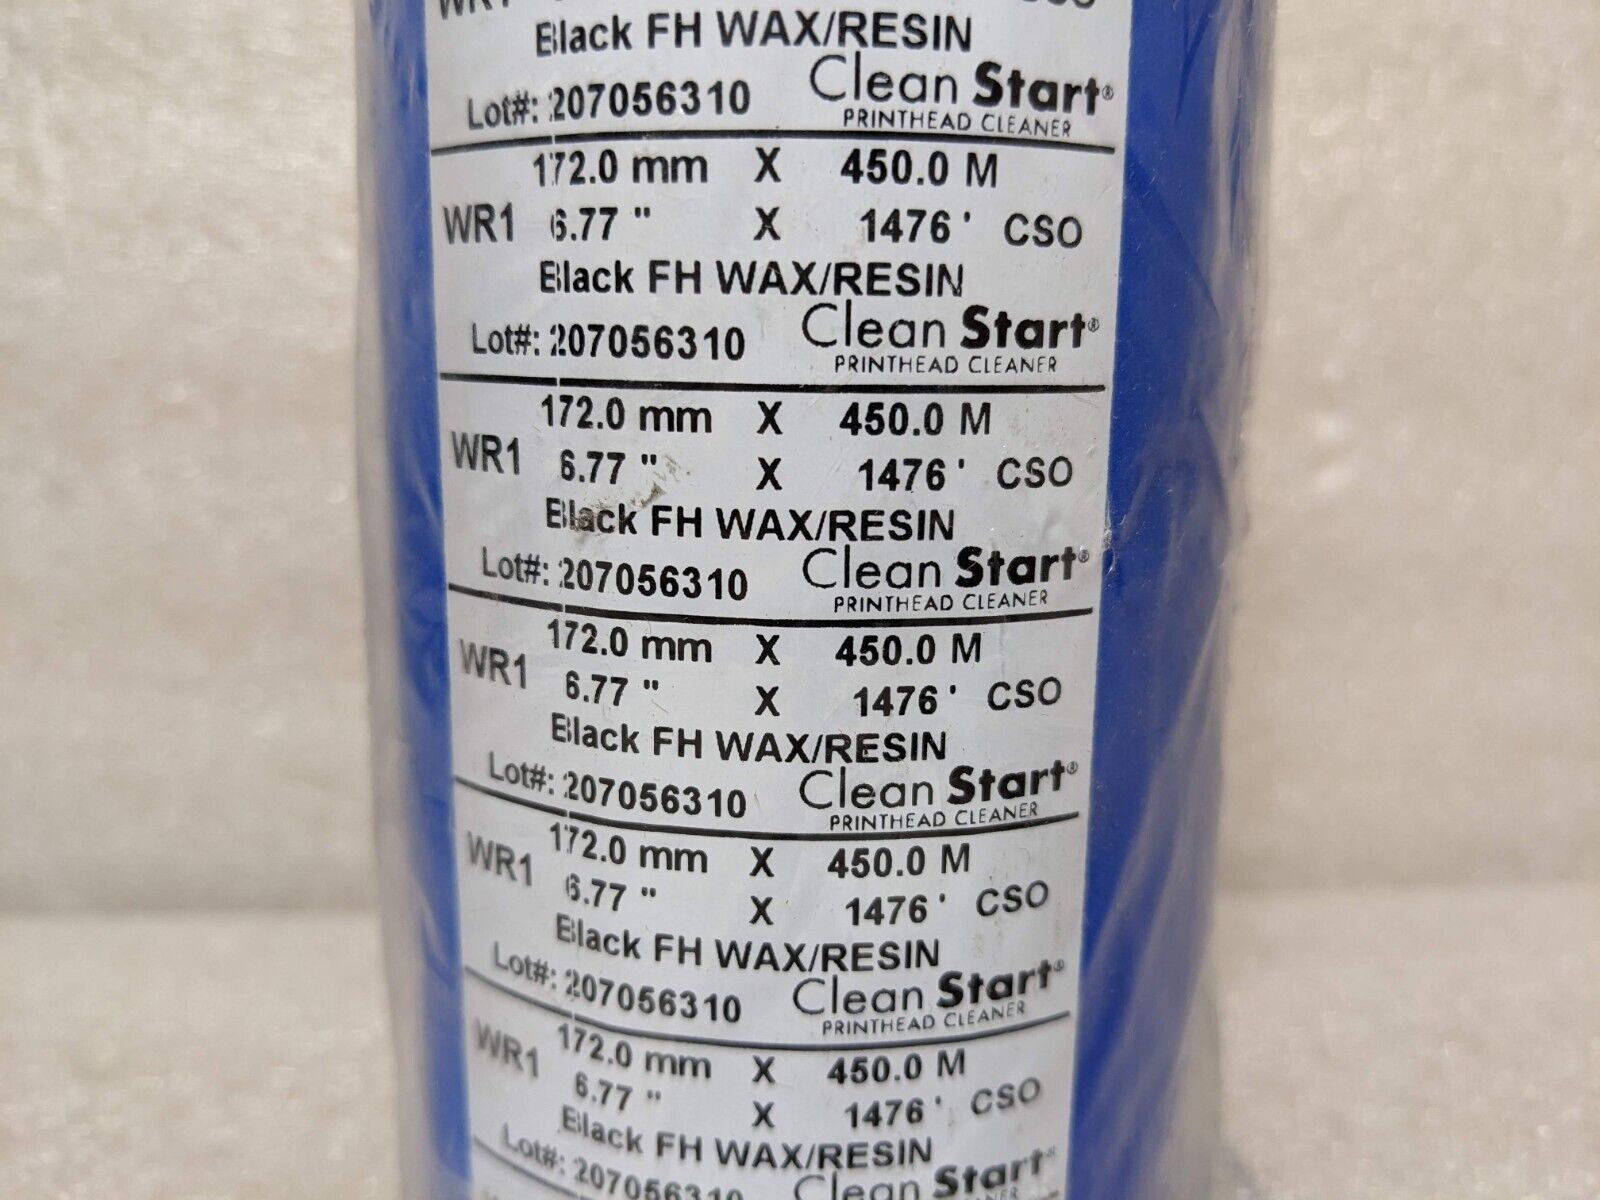 WR1
Black FH WAX/RESIN
Lot#: 207056310 Clean Start®
PRINTHEAD CLEANER
172.0 mm X 450.0 M
WR1 6.77 " X 1476 ' CSO
Black FH WAX/RESIN
Lot#: 207056310 Clean Start®
PRINTHEAD CLEANER
172.0 mm X 450.0 M
WR1 6.77 " X 1476 ' CSO
Black FH WAX/RESIN
Lot#: 207056310 Clean Start®
PRINTHEAD CLEANER
172.0 mm X 450.0 M
WR1 6.77 " X 1476 ' CSO
Black FH WAX/RESIN
Lot#: 207056310 Clean Start®
PRINTHEAD CLEANER
172.0 mm X 450.0 M
WR1 6.77 " X 1476 ' CSO
Black FH WAX/RESIN
Lot#: 207056310 Clean Start®
PRINTHEAD CLEANER
172.0 mm X 450.0 M
WR1 6.77 " X 1476 ' CSO
Black FH WAX/RESIN
Lot#: 207056310 Clean Start®